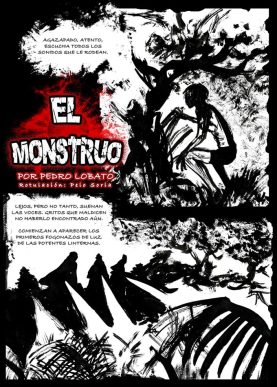 AGAZAPADO, ATENTO,
ESCUCHA TODOS LOS
SONIDOS QUE LE RODEAN.
EL
MONSTRUO
POR PEDRO LOBATO
Rotulación: Peio Soria
LEJOS, PERO NO TANTO, SUENAN
LAS VOCES. GRITOS QUE MALDICEN
NO HABERLO ENCONTRADO AÚN.
COMIENZAN A APARECER LOS
PRIMEROS FOGONAZOS DE LUZ
DE LAS POTENTES LINTERNAS.